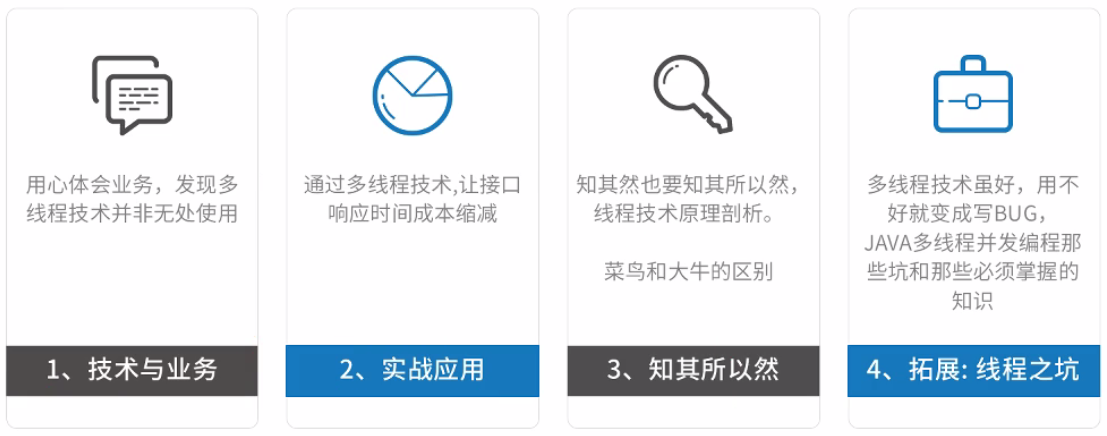 用心体会业务，发现多
线程技术并非无处使用
1、技术与业务
通过多线程技术,让接口
响应时间成本缩减
2、实战应用
知其然也要知其所以然，
线程技术原理剖析。
菜鸟和大牛的区别
3、知其所以然
多线程技术虽好，用不
好就变成写BUG，
JAVA多线程并发编程那
些坑和那些必须掌握的
知识
4、拓展: 线程之坑